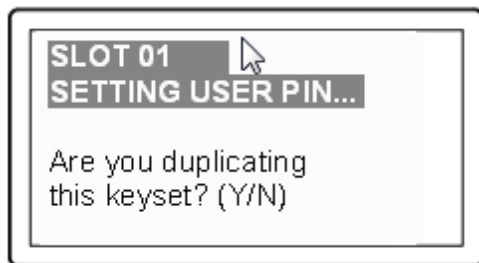 SLOT 01
SETTING USER PIN...
Are you duplicating
this keyset? (Y/N)